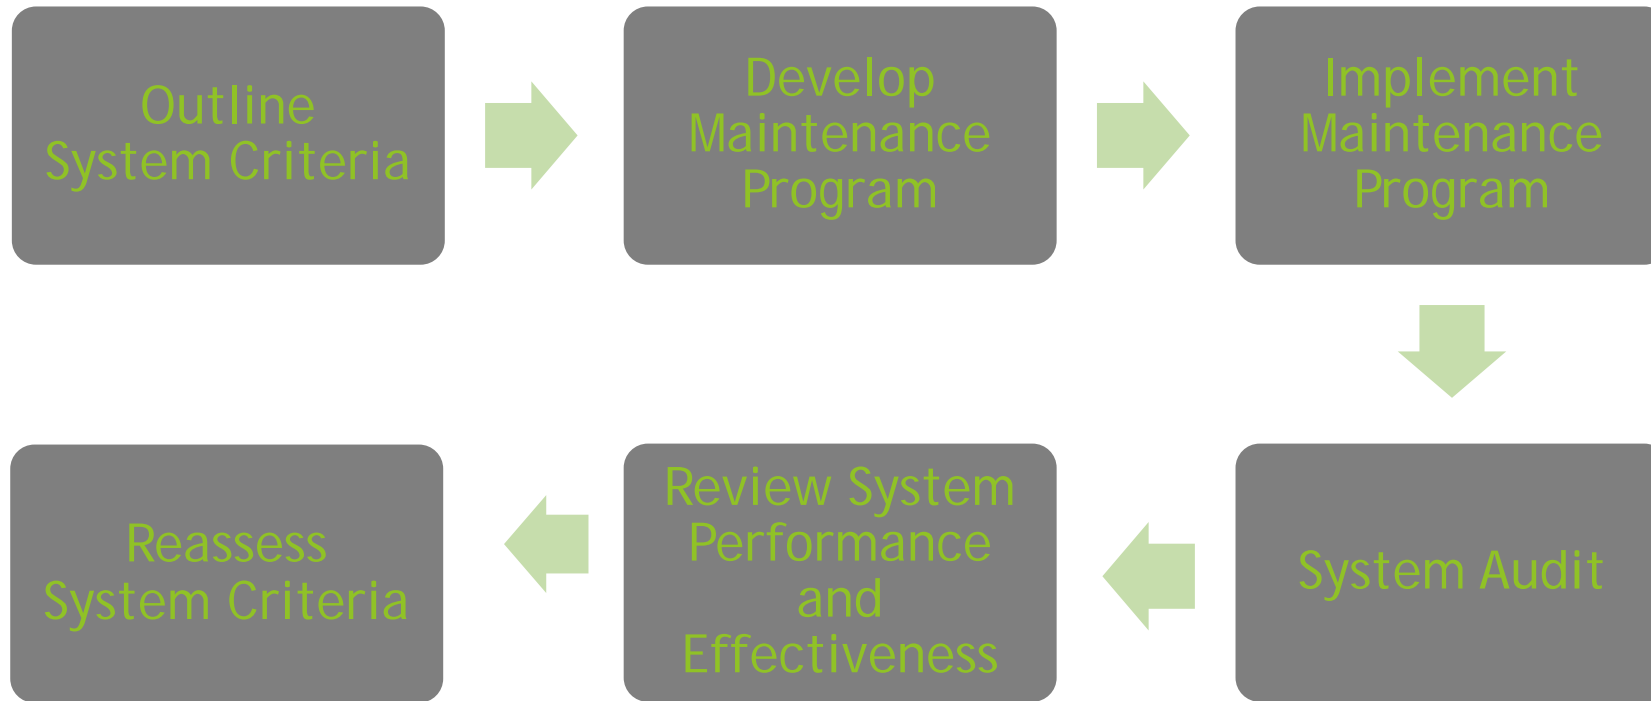 Outline
System Criteria
Develop
Maintenance
Program
Implement
Maintenance
Program
Reassess
System Criteria
Review System
Performance
and
Effectiveness
System Audit